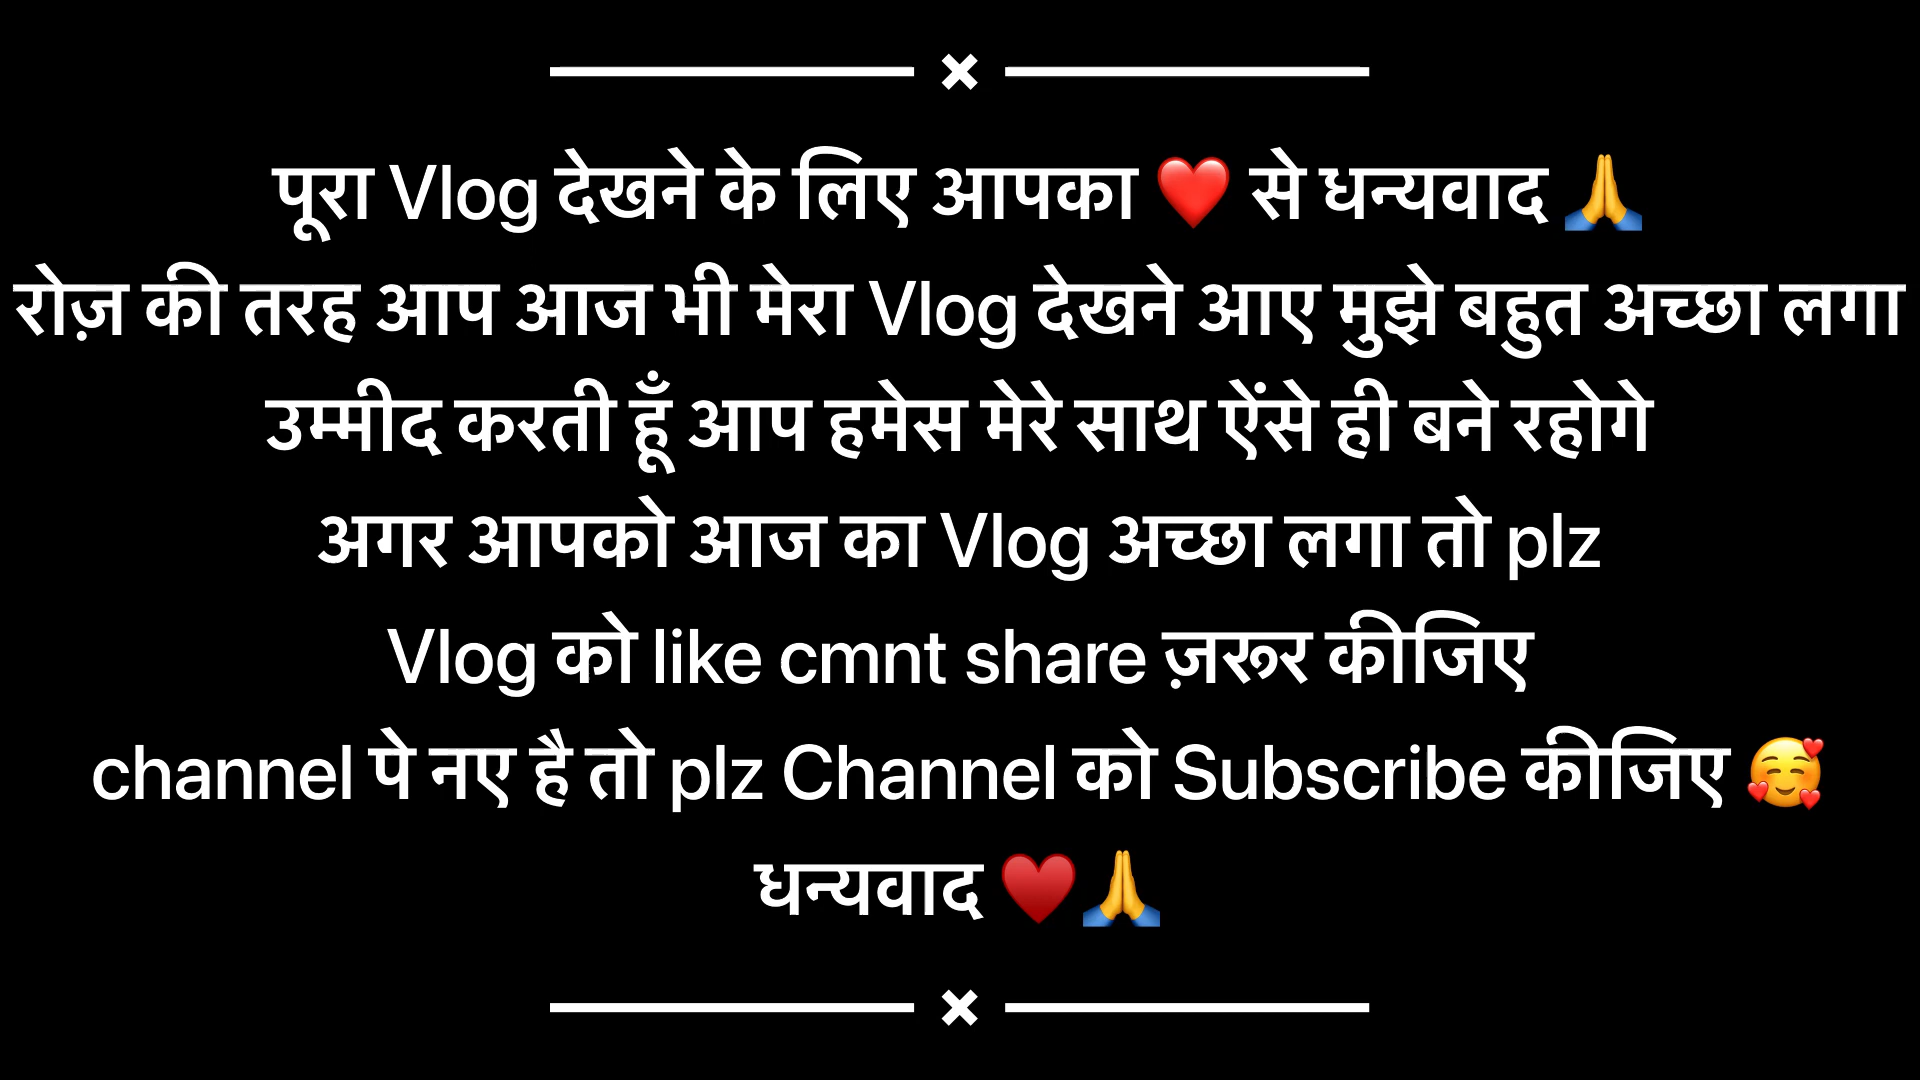 पूरा Vlog देखने के लिए आपका ❤️ से धन्यवाद 🙏
रोज़ की तरह आप आज भी मेरा Vlog देखने आए मुझे बहुत अच्छा लगा
उम्मीद करती हूँ आप हमेस मेरे साथ ऐंसे ही बने रहोगे
अगर आपको आज का Vlog अच्छा लगा तो plz
Vlog को like cmnt share ज़रूर कीजिए
channel पे नए है तो plz Channel को Subscribe कीजिए 🥰
धन्यवाद ♥️🙏